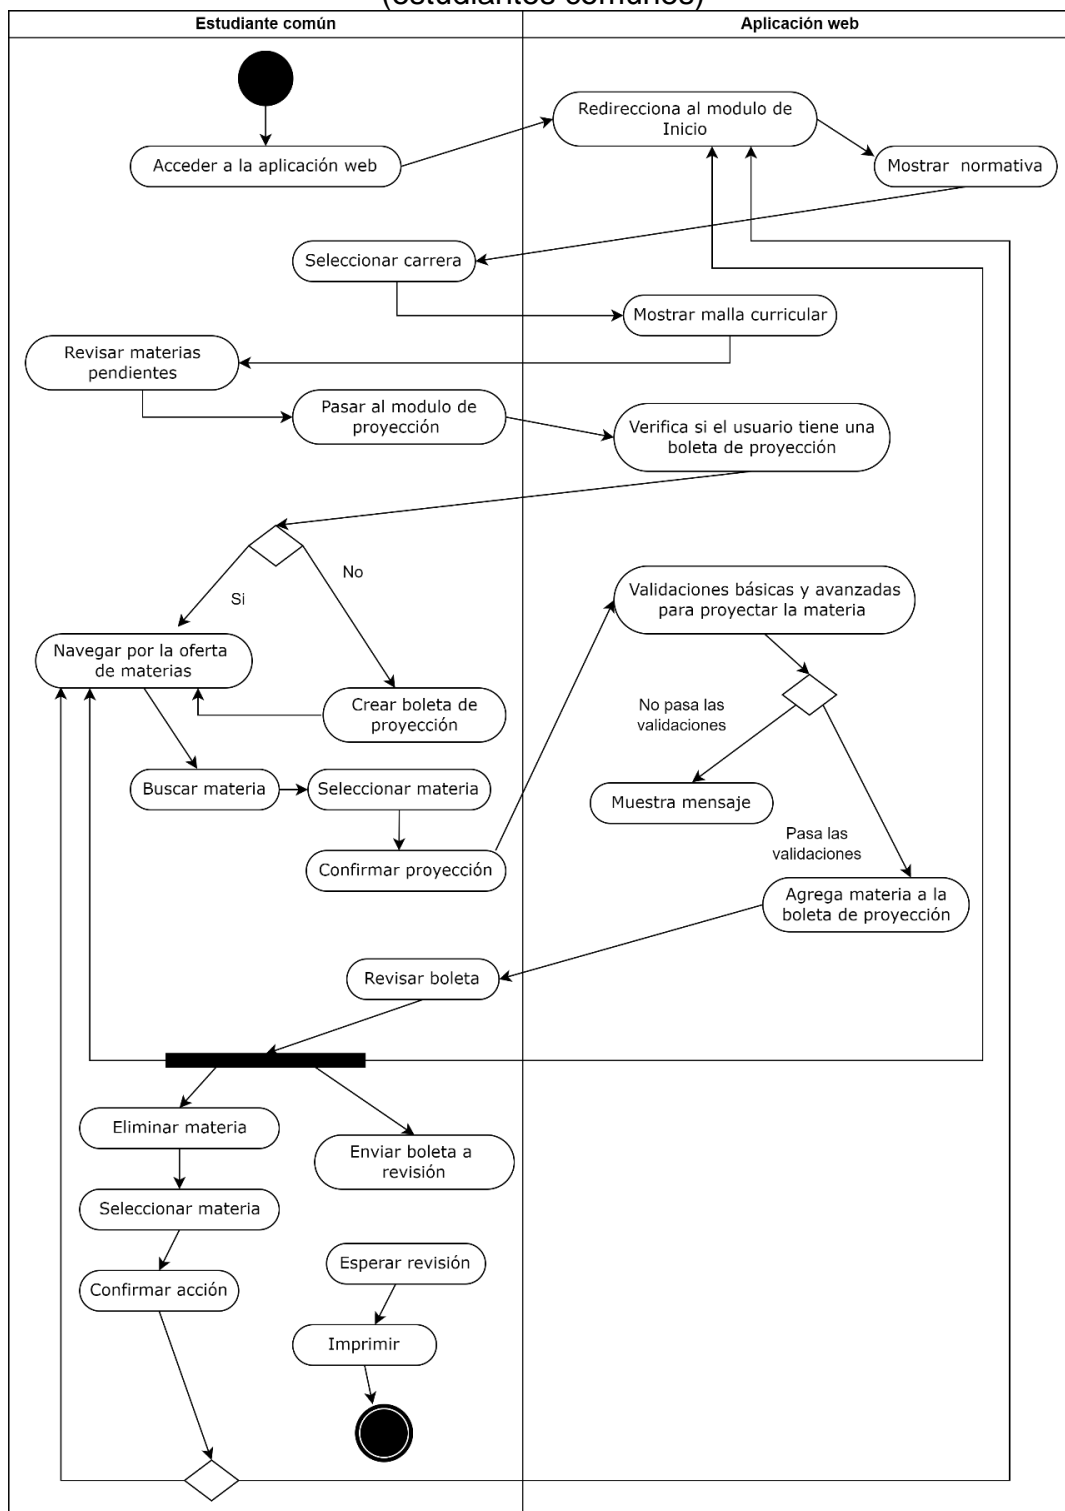 (estudiantes comunes)
Estudiante común
Aplicación web
Redirecciona al modulo de
Inicio
Acceder a la aplicación web
Mostrar normativa
Seleccionar carrera
Mostrar malla curricular
Revisar materias
pendientes
Pasar al modulo de
proyección
Verifica si el usuario tiene una
boleta de proyección
No
Si
Validaciones básicas y avanzadas
para proyectar la materia
Navegar por la oferta
de materias
Crear boleta de
proyección
No pasa las
validaciones
Buscar materia
Seleccionar materia
Muestra mensaje
Pasa las
validaciones
Confirmar proyección
Agrega materia a la
boleta de proyección
Revisar boleta
Eliminar materia
Enviar boleta a
revisión
Seleccionar materia
Esperar revisión
Confirmar acción
Imprimir